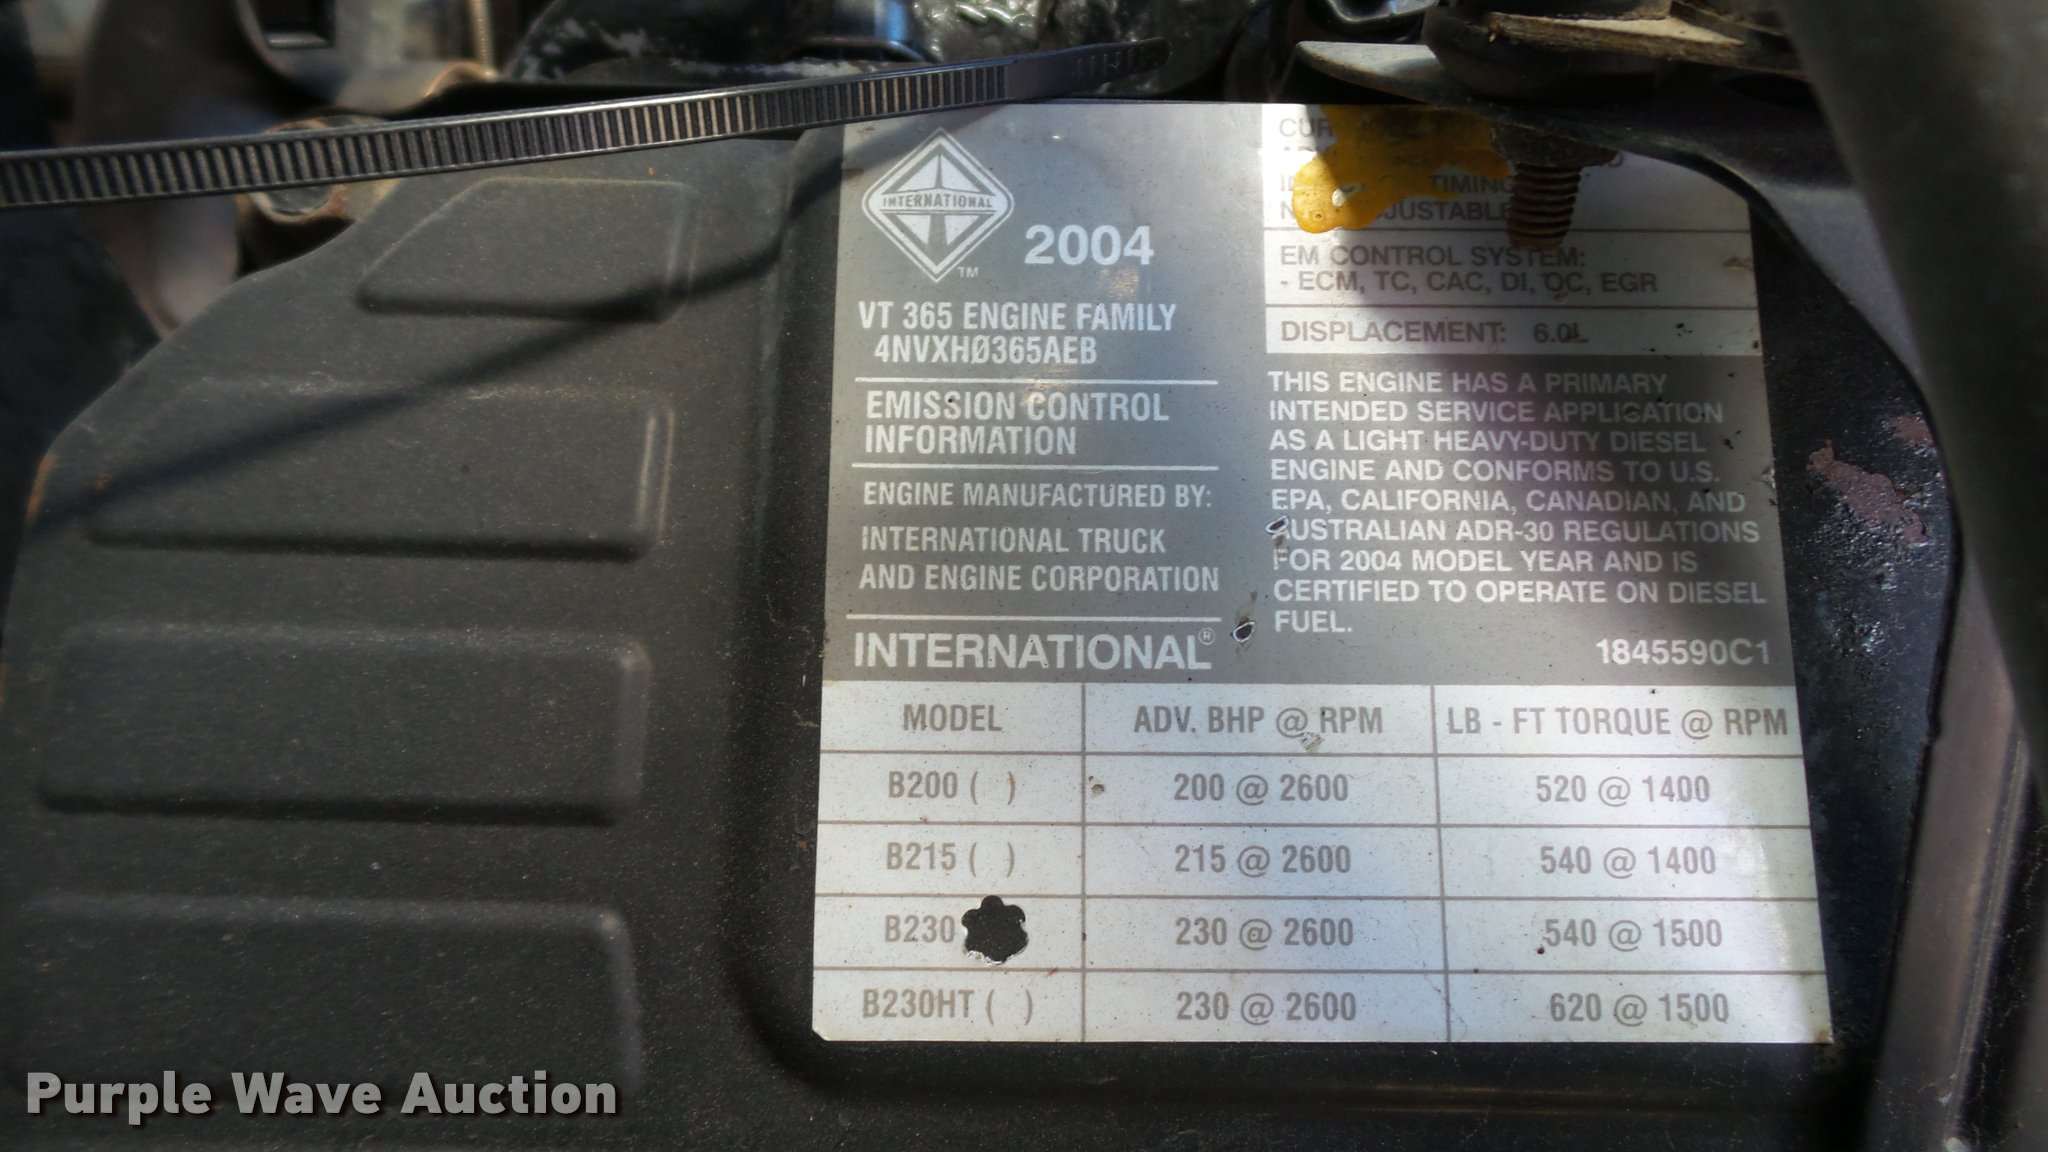 INTERNATIONAL
TM
2004
VT 365 ENGINE FAMILY
4NVXHØ365AEB
EMISSION CONTROL
INFORMATION
ENGINE MANUFACTURED BY:
INTERNATIONAL TRUCK
AND ENGINE CORPORATION
INTERNATIONAL®
TIMING
EM CONTROL SYSTEM:
- ECM, TC, CAC, DI, OC, EGR
DISPLACEMENT: 6.0L
THIS ENGINE HAS A PRIMARY
INTENDED SERVICE APPLICATION
AS A LIGHT HEAVY-DUTY DIESEL
ENGINE AND CONFORMS TO U.S.
EPA, CALIFORNIA, CANADIAN, AND
AUSTRALIAN ADR-30 REGULATIONS
FOR 2004 MODEL YEAR AND IS
CERTIFIED TO OPERATE ON DIESEL
FUEL.
1845590C1
MODEL ADV. BHP @ RPM LB - FT TORQUE @ RPM
B200 ( ) 200 @ 2600 520 @ 1400
B215 ( ) 215 @ 2600 540 @ 1400
B230 230 @ 2600 540 @ 1500
B230HT ( ) 230 @ 2600 620 @ 1500
Purple Wave Auction